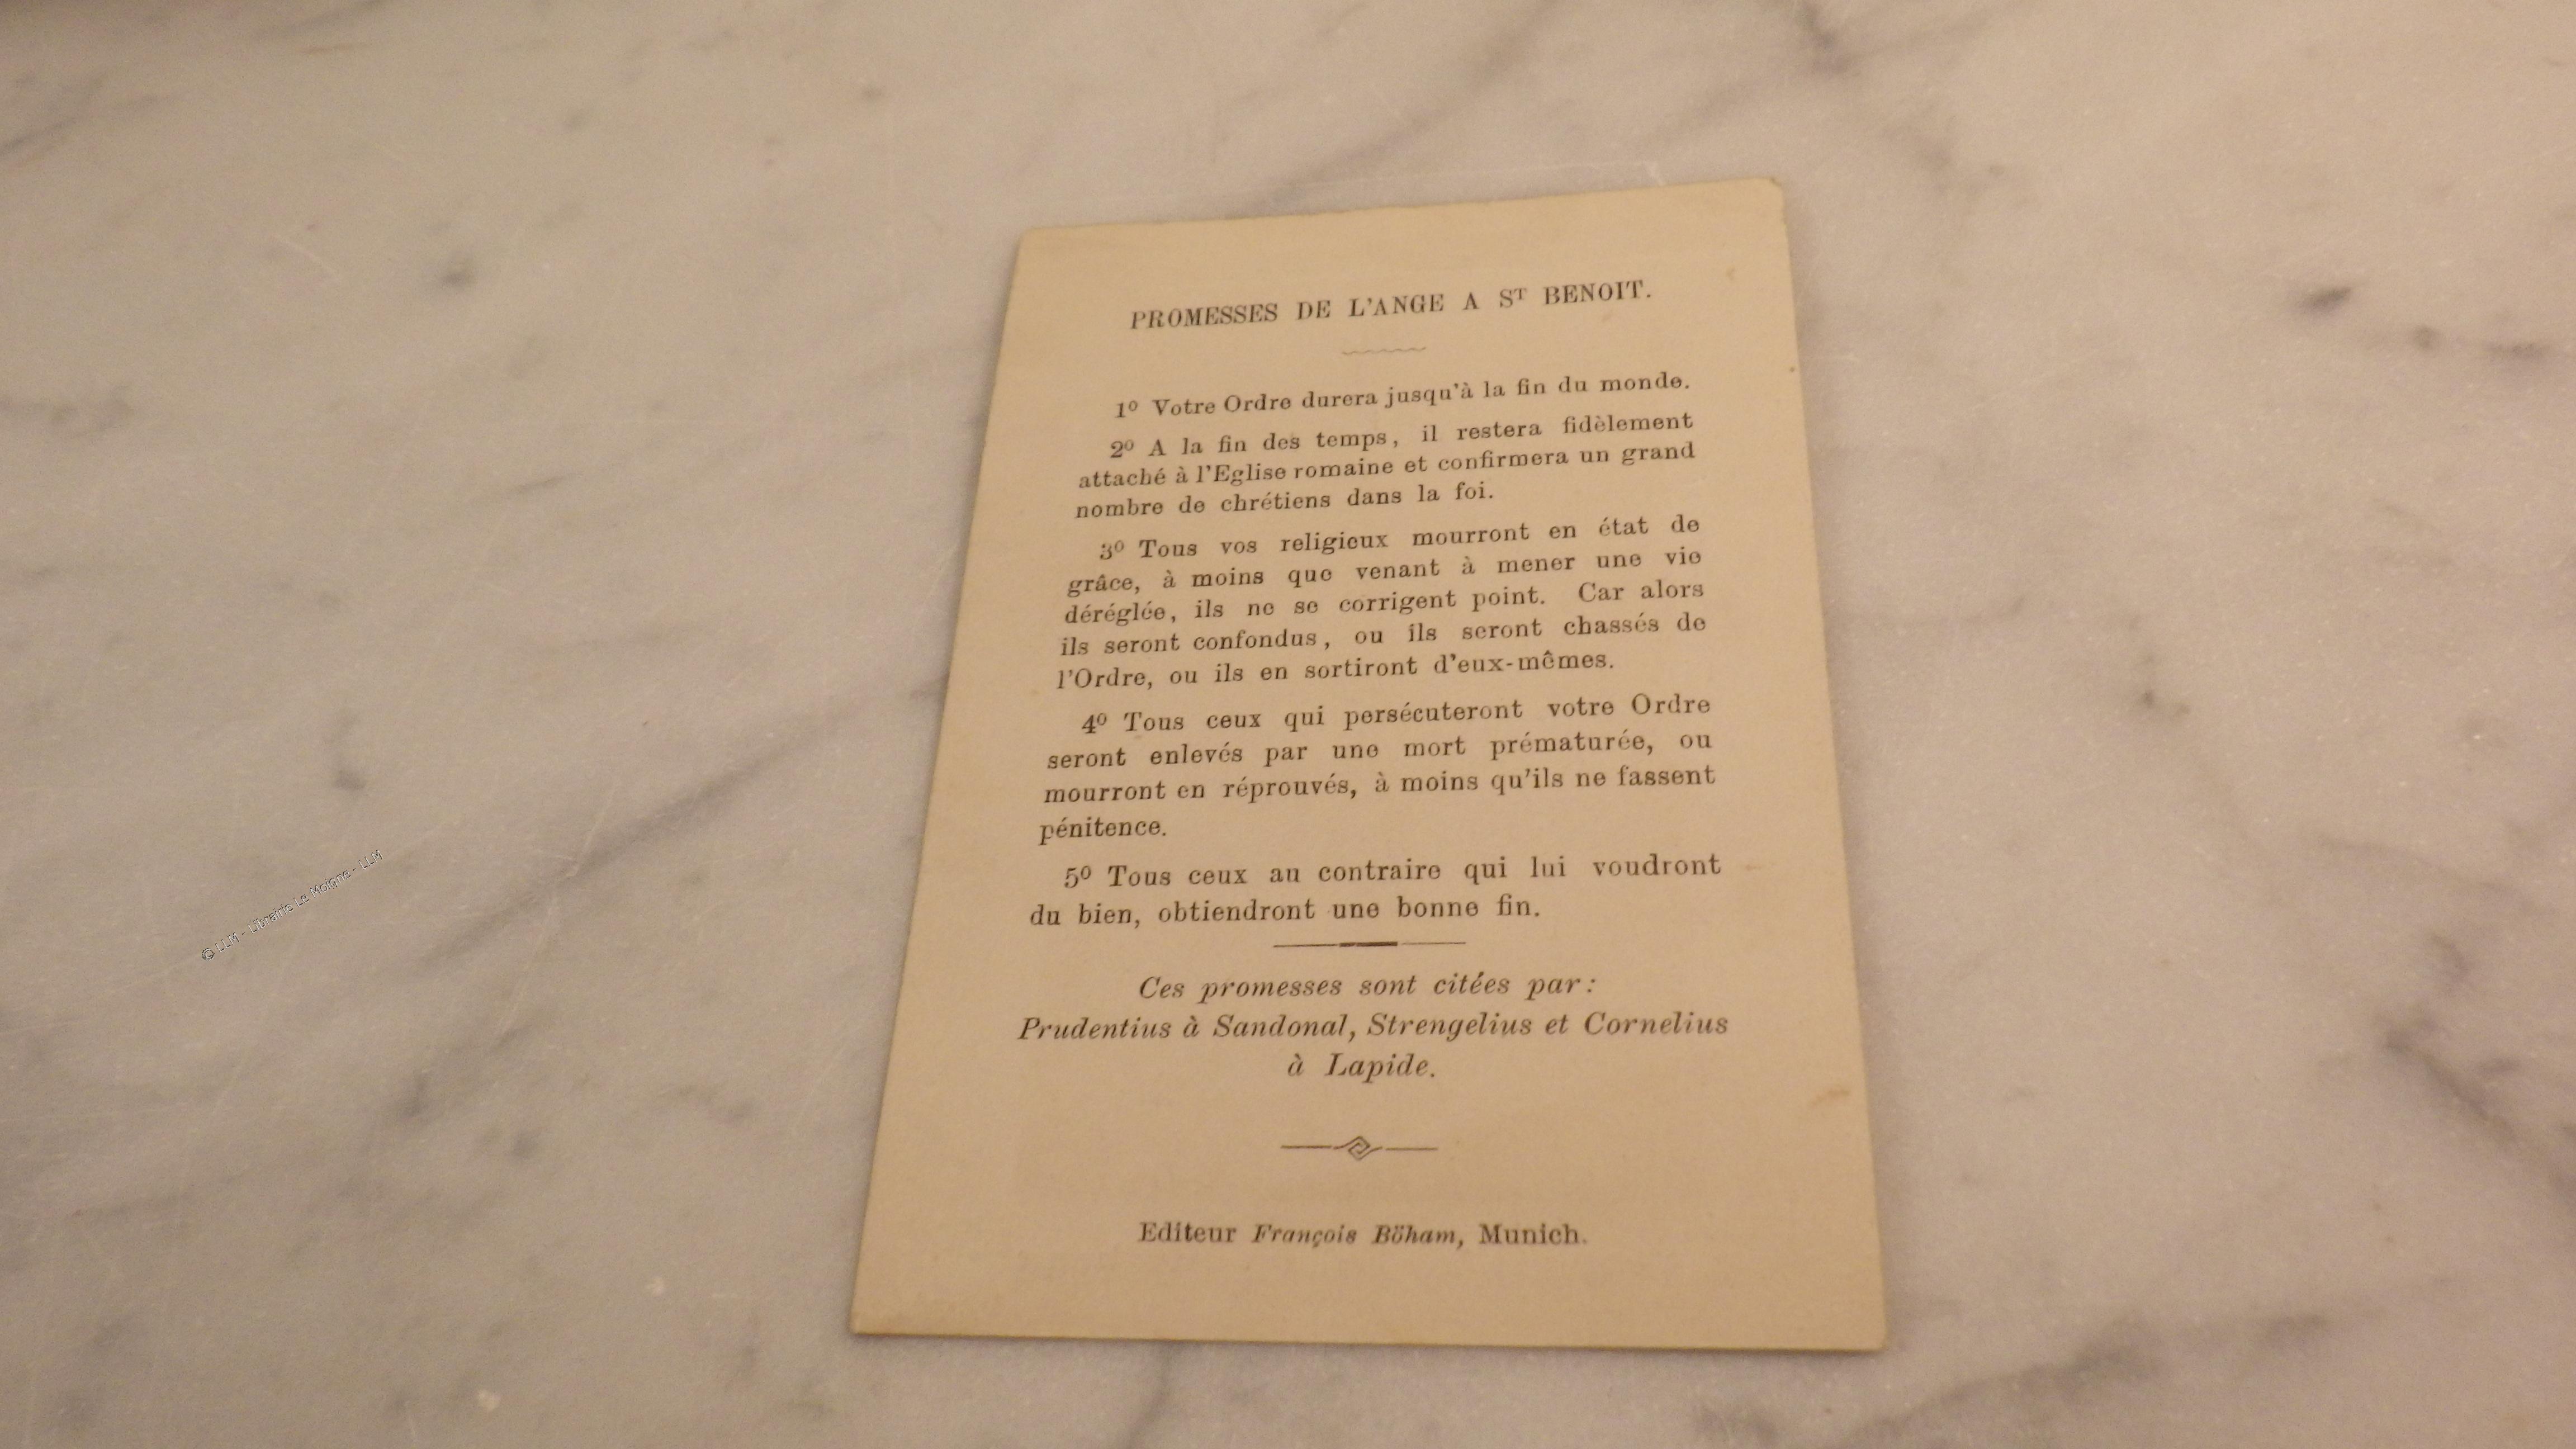 PROMESSES DE L'ANGE A ST BENOIT.
1º Votre Ordre durera jusqu'à la fin du monde.
2º A la fin des temps, il restera fidèlement
attaché à l'Eglise romaine et confirmera un grand
nombre de chrétiens dans la foi.
3º Tous vos religieux mourront en état de
grâce, à moins que venant à mener une vie
déréglée, ils ne se corrigent point. Car alors
ils seront confondus, ou ils seront chassés de
l'Ordre, ou ils en sortiront d'eux-mêmes.
4º Tous ceux qui persécuteront votre Ordre
seront enlevés par une mort prématurée, ou
mourront en réprouvés, à moins qu'ils ne fassent
pénitence.
5º Tous ceux au contraire qui lui voudront
du bien, obtiendront une bonne fin.
Ces promesses sont citées par:
Prudentius à Sandonal, Strengelius et Cornelius
à Lapide.
Editeur François Böham, Munich.
© LLM - Librairie Le Moigne - LLM